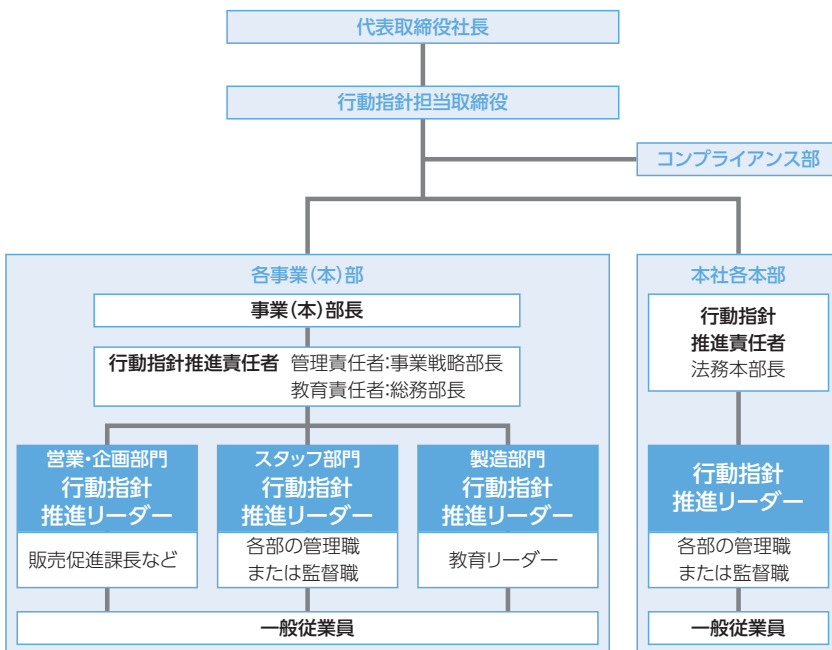 代表取締役社長
行動指針担当取締役
コンプライアンス部
各事業(本)部
事業(本)部長
行動指針推進責任者 管理責任者:事業戦略部長
教育責任者:総務部長
営業・企画部門
行動指針
推進リーダー
販売促進課長など
スタッフ部門
行動指針
推進リーダー
各部の管理職
または監督職
製造部門
行動指針
推進リーダー
教育リーダー
一般従業員
本社各本部
行動指針
推進責任者
法務本部長
行動指針
推進リーダー
各部の管理職
または監督職
一般従業員